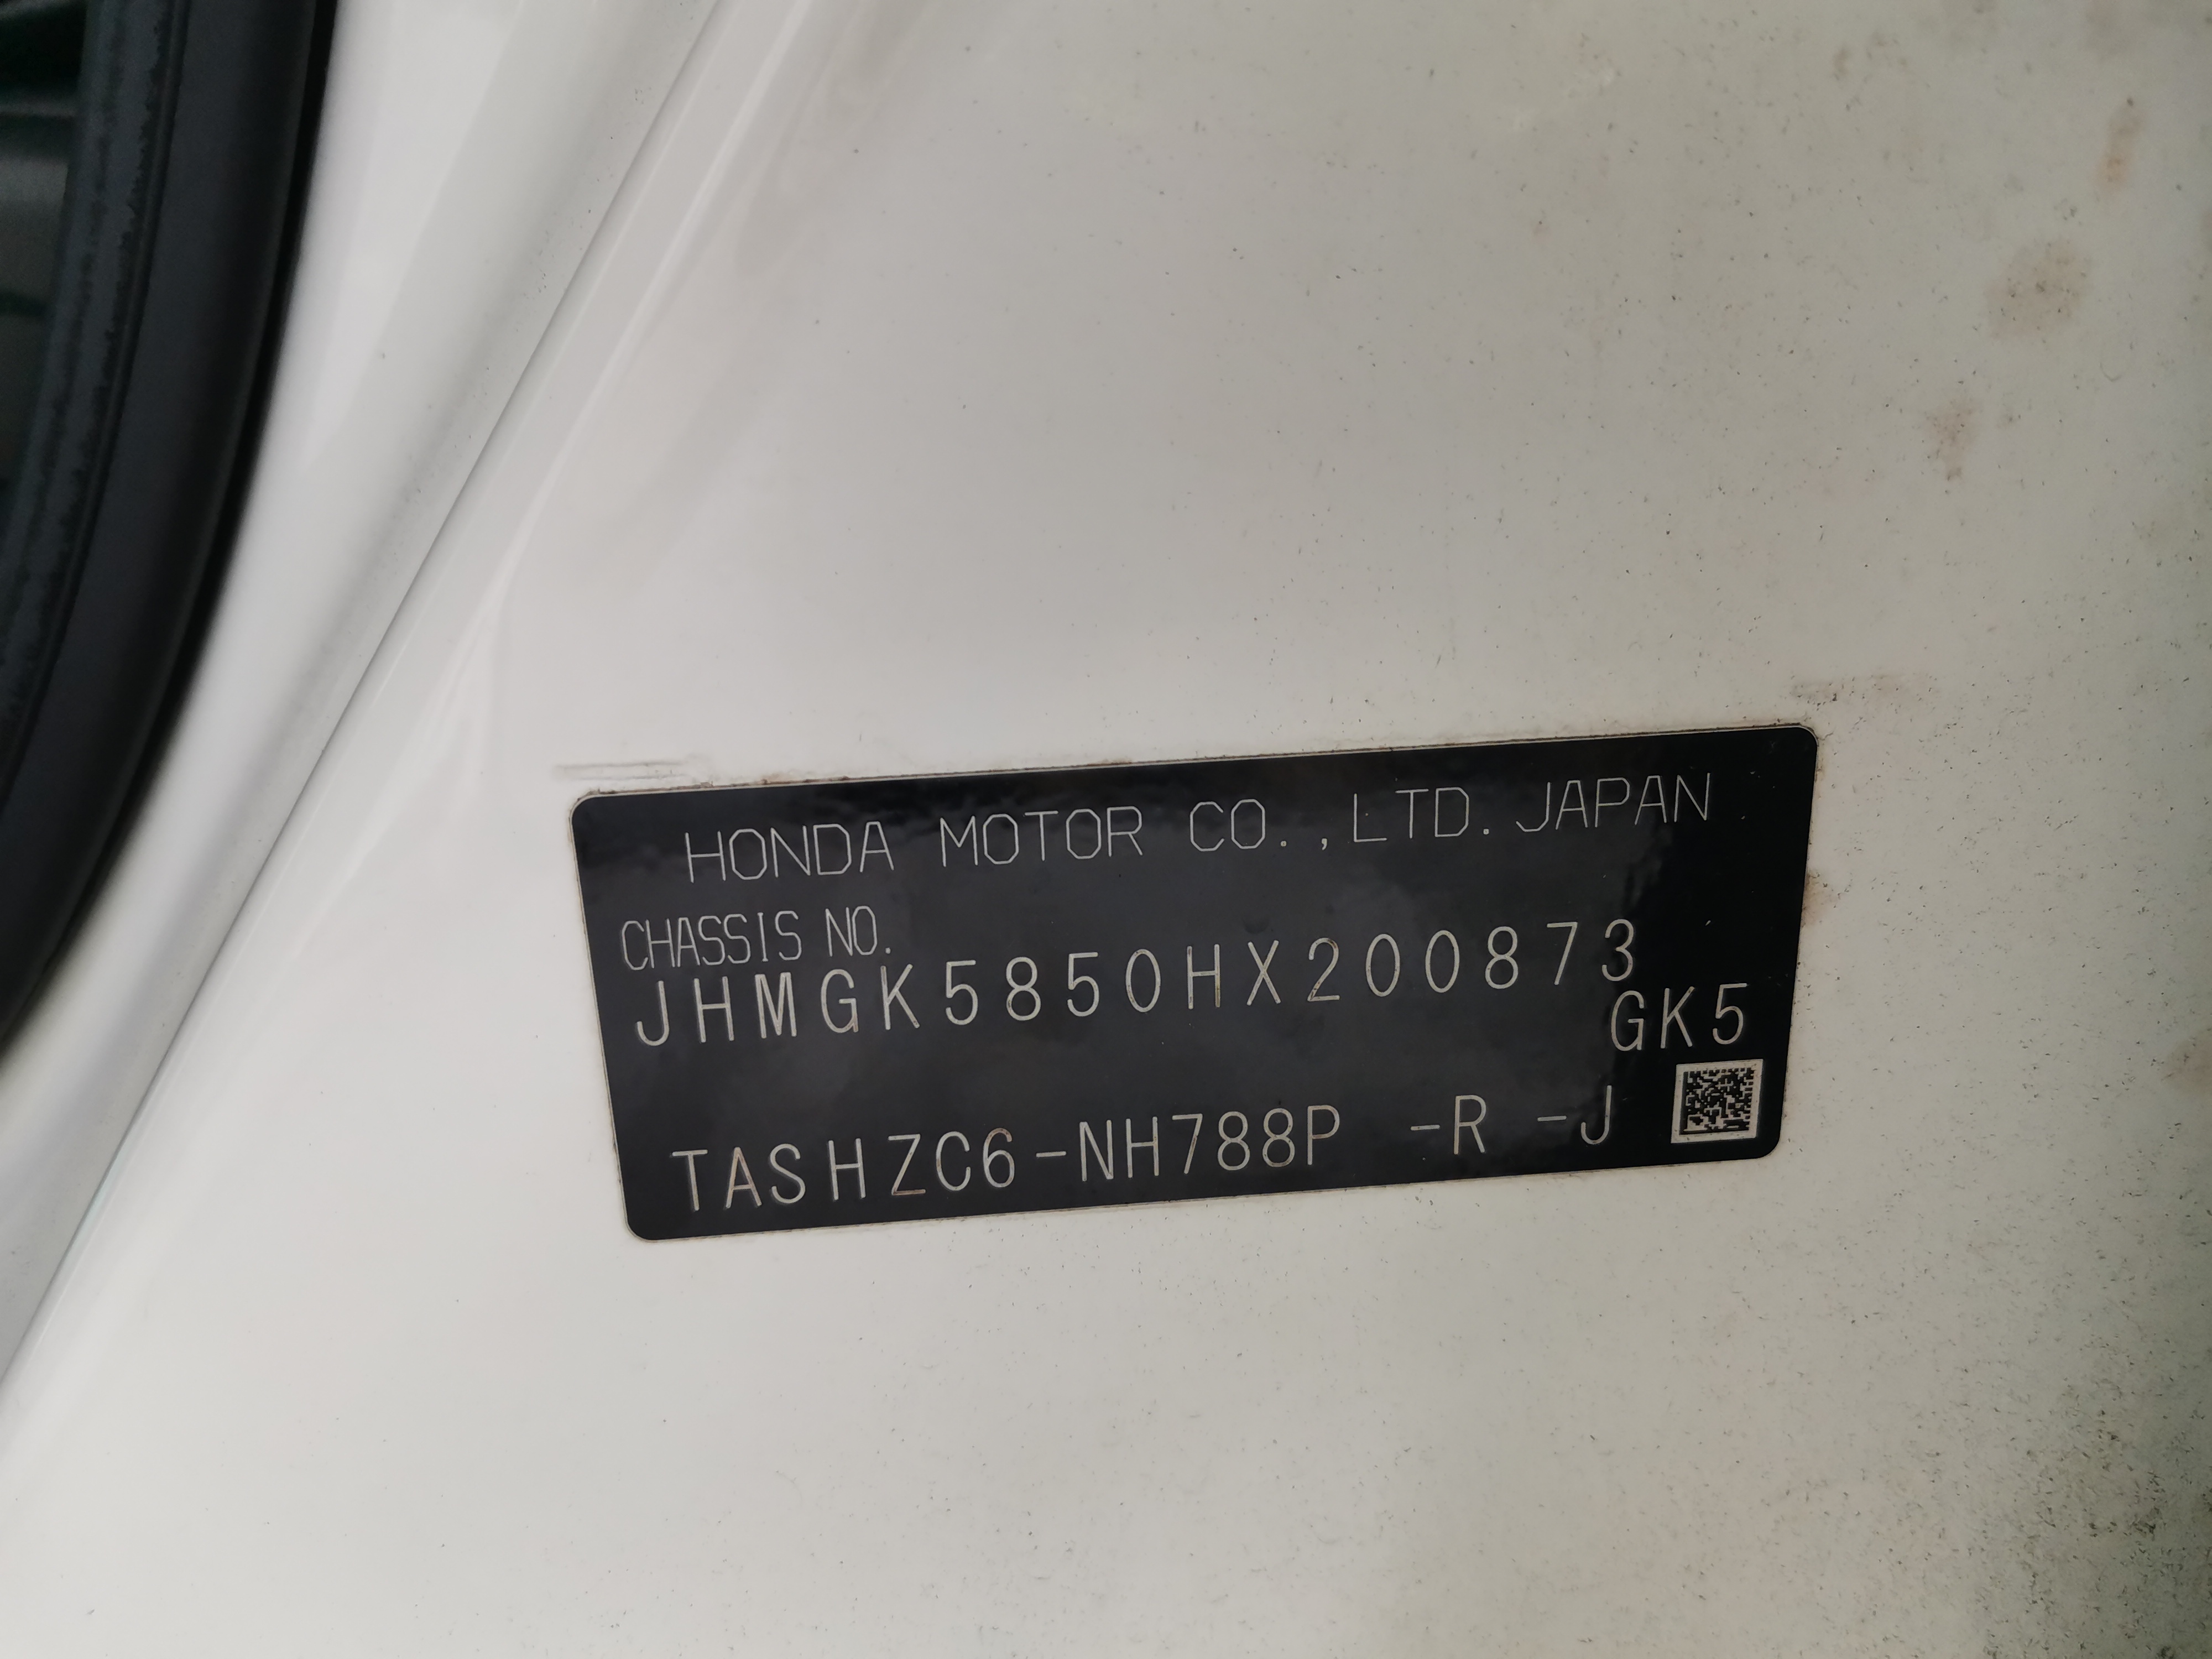 HONDA MOTOR CO.,LTD. JAPAN
CHASSIS NO.
JHMGK5850HX200873
GK5
TASHZC6-NH788P -R -J